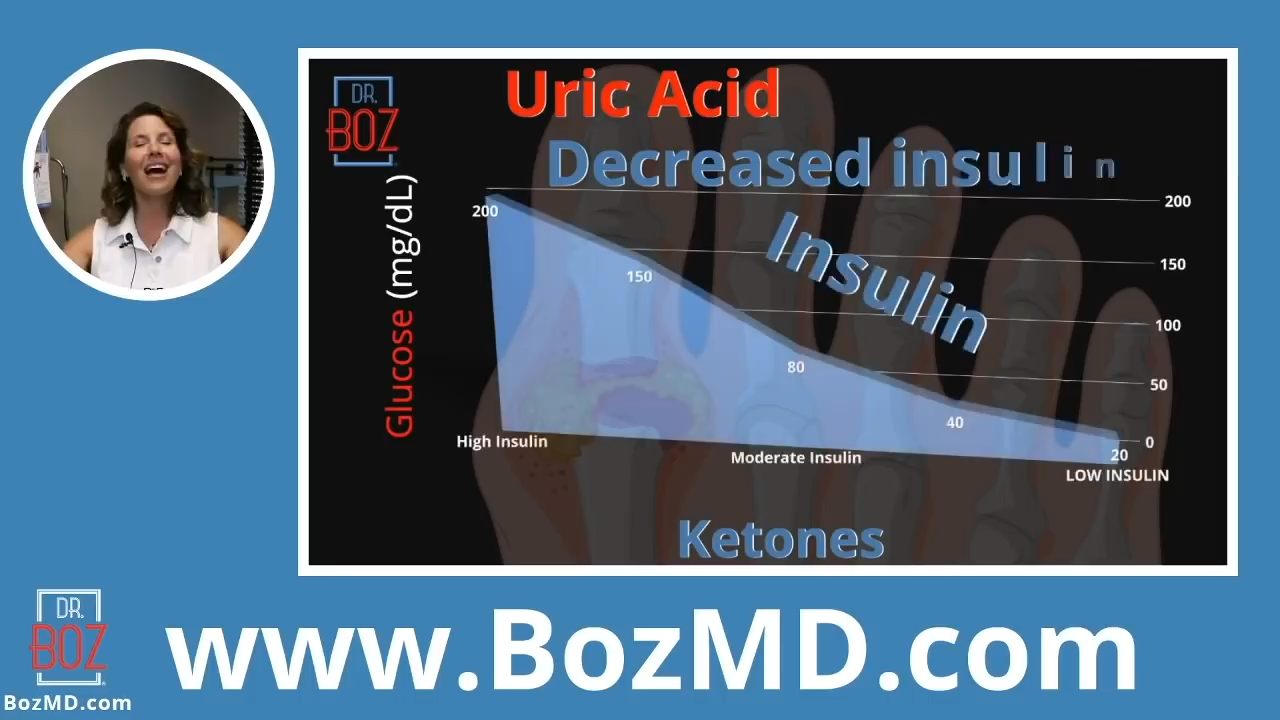 DR.
BOZ
Uric Acid
Decreased insulin
Glucose (mg/dL)
Insulin
200
150
80
40
20
200
150
100
50
0
High Insulin
Moderate Insulin
LOW INSULIN
Ketones
DR.
BOZ
www.BozMD.com
BozMD.com